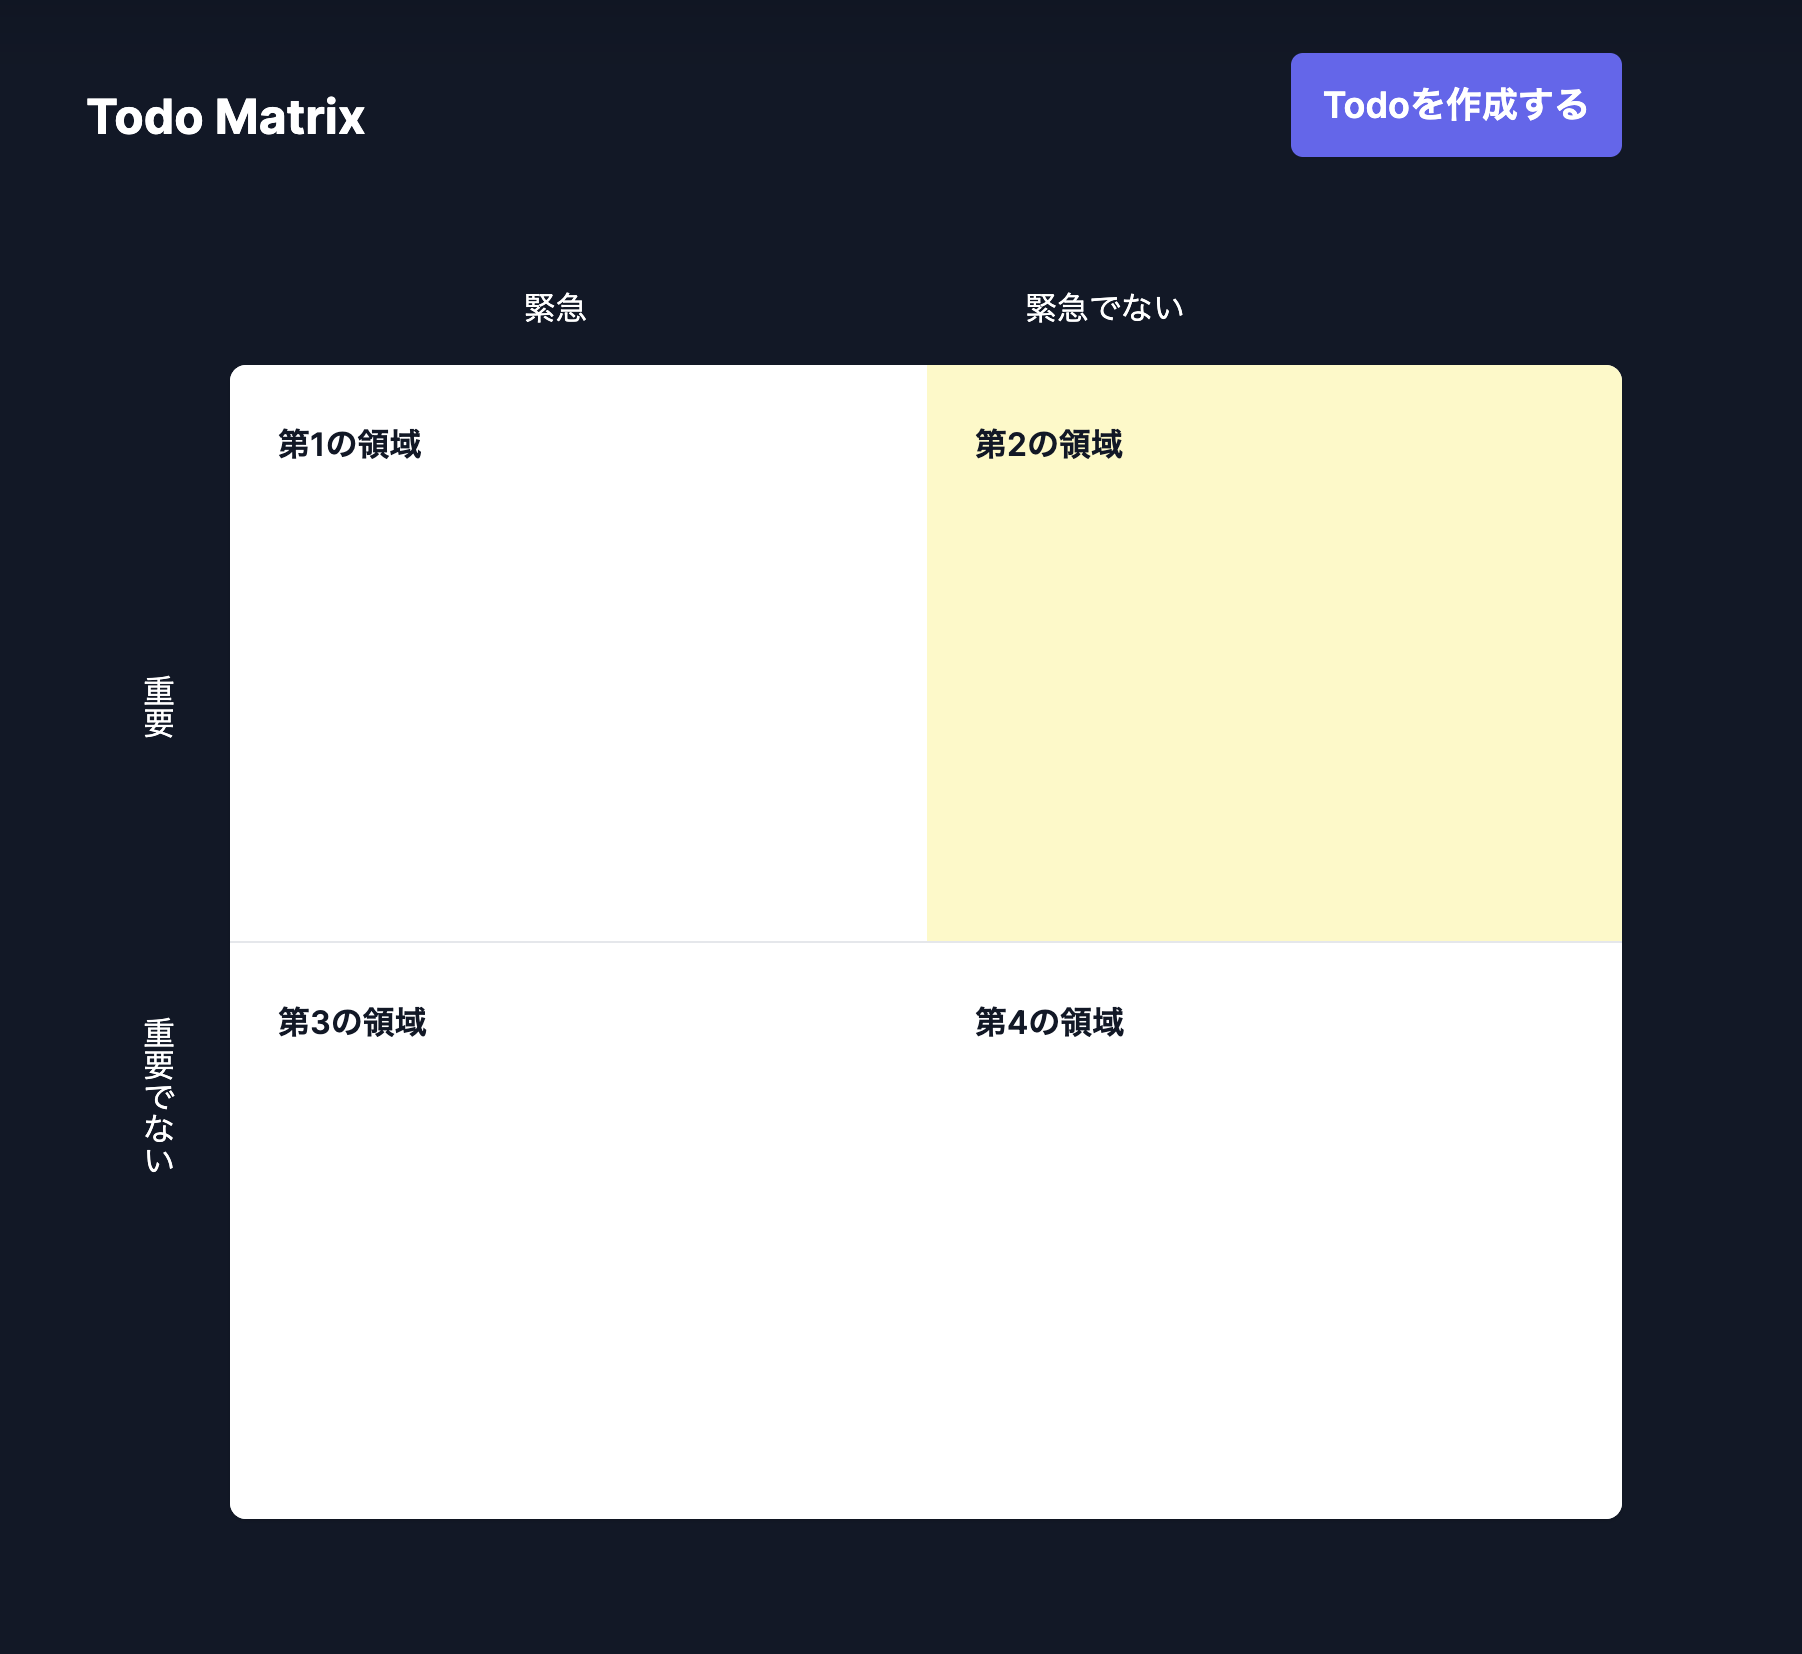 Todo Matrix
Todoを作成する
緊急
緊急でない
第1の領域
第2の領域
重要
第3の領域
第4の領域
重要でない